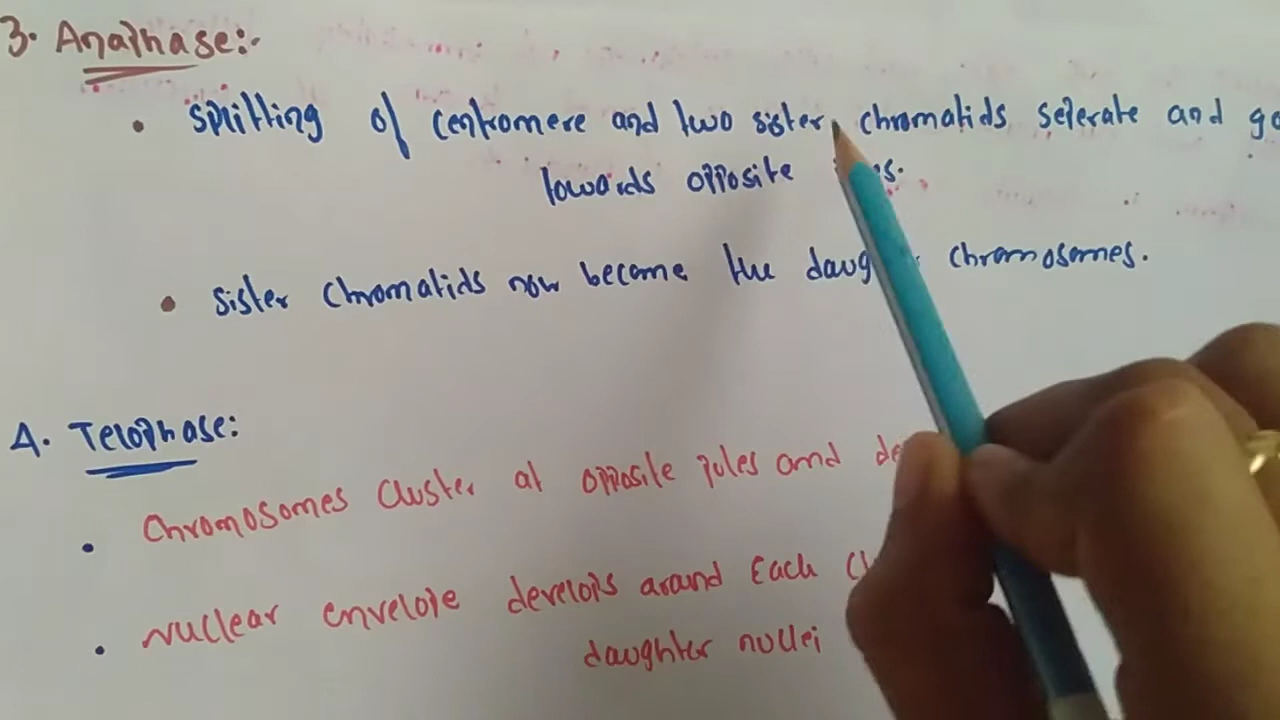 3. Anaphase:-
• splitting of centromere and two sister chromatids seperate and go
towards opposite
• sister chromatids now become the chromosomes.
4. Telophase:
• Chromosomes cluster at opposite poles and
• Nuclear envelope develops around Each
daughter nuclei